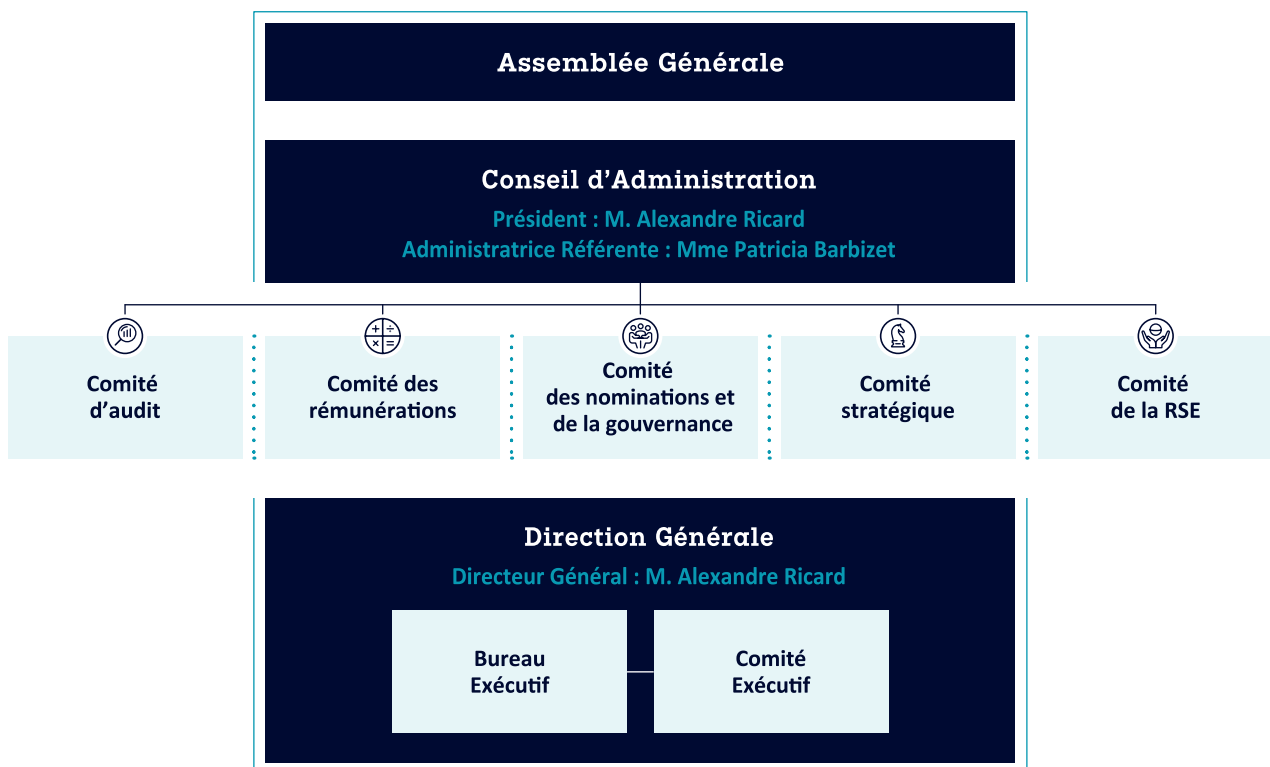 Assemblée Générale
Conseil d’Administration
Président : M. Alexandre Ricard
Administratrice Référente : Mme Patricia Barbizet
Comité
d’audit
Comité des
rémunérations
Comité
des nominations et
de la gouvernance
Comité
stratégique
Comité
de la RSE
Direction Générale
Directeur Général : M. Alexandre Ricard
Bureau
Exécutif
Comité
Exécutif